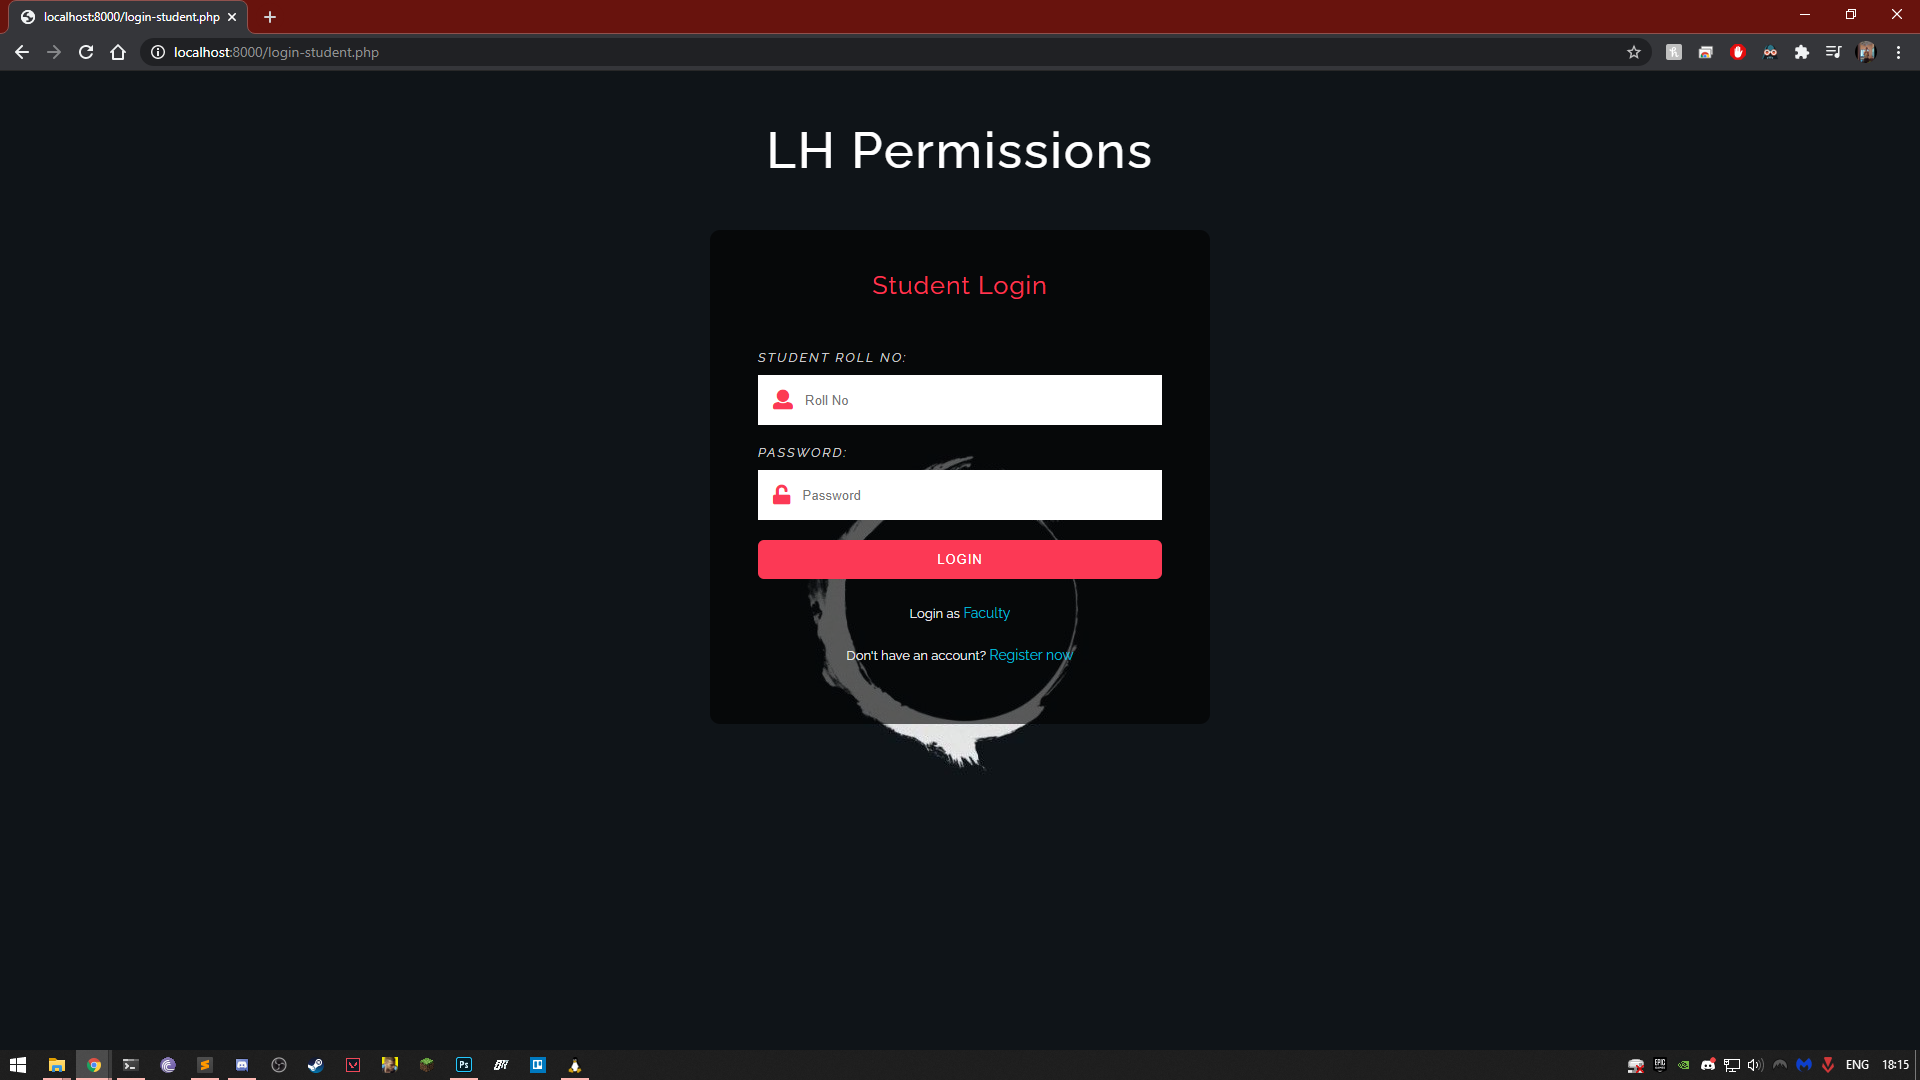 localhost:8000/login-student.php
localhost:8000/login-student.php
LH Permissions
Student Login
STUDENT ROLL NO:
Roll No
PASSWORD:
Password
LOGIN
Login as Faculty
Don't have an account? Register now
Ps
ENG 18:15